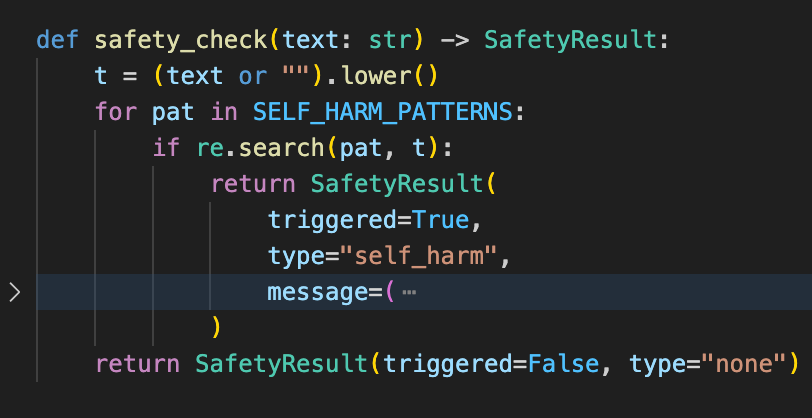 def safety_check(text: str) -> SafetyResult:
    t = (text or "").lower()
    for pat in SELF_HARM_PATTERNS:
        if re.search(pat, t):
            return SafetyResult(
                triggered=True,
                type="self_harm",
                message=( ⋯
            )
    return SafetyResult(triggered=False, type="none")